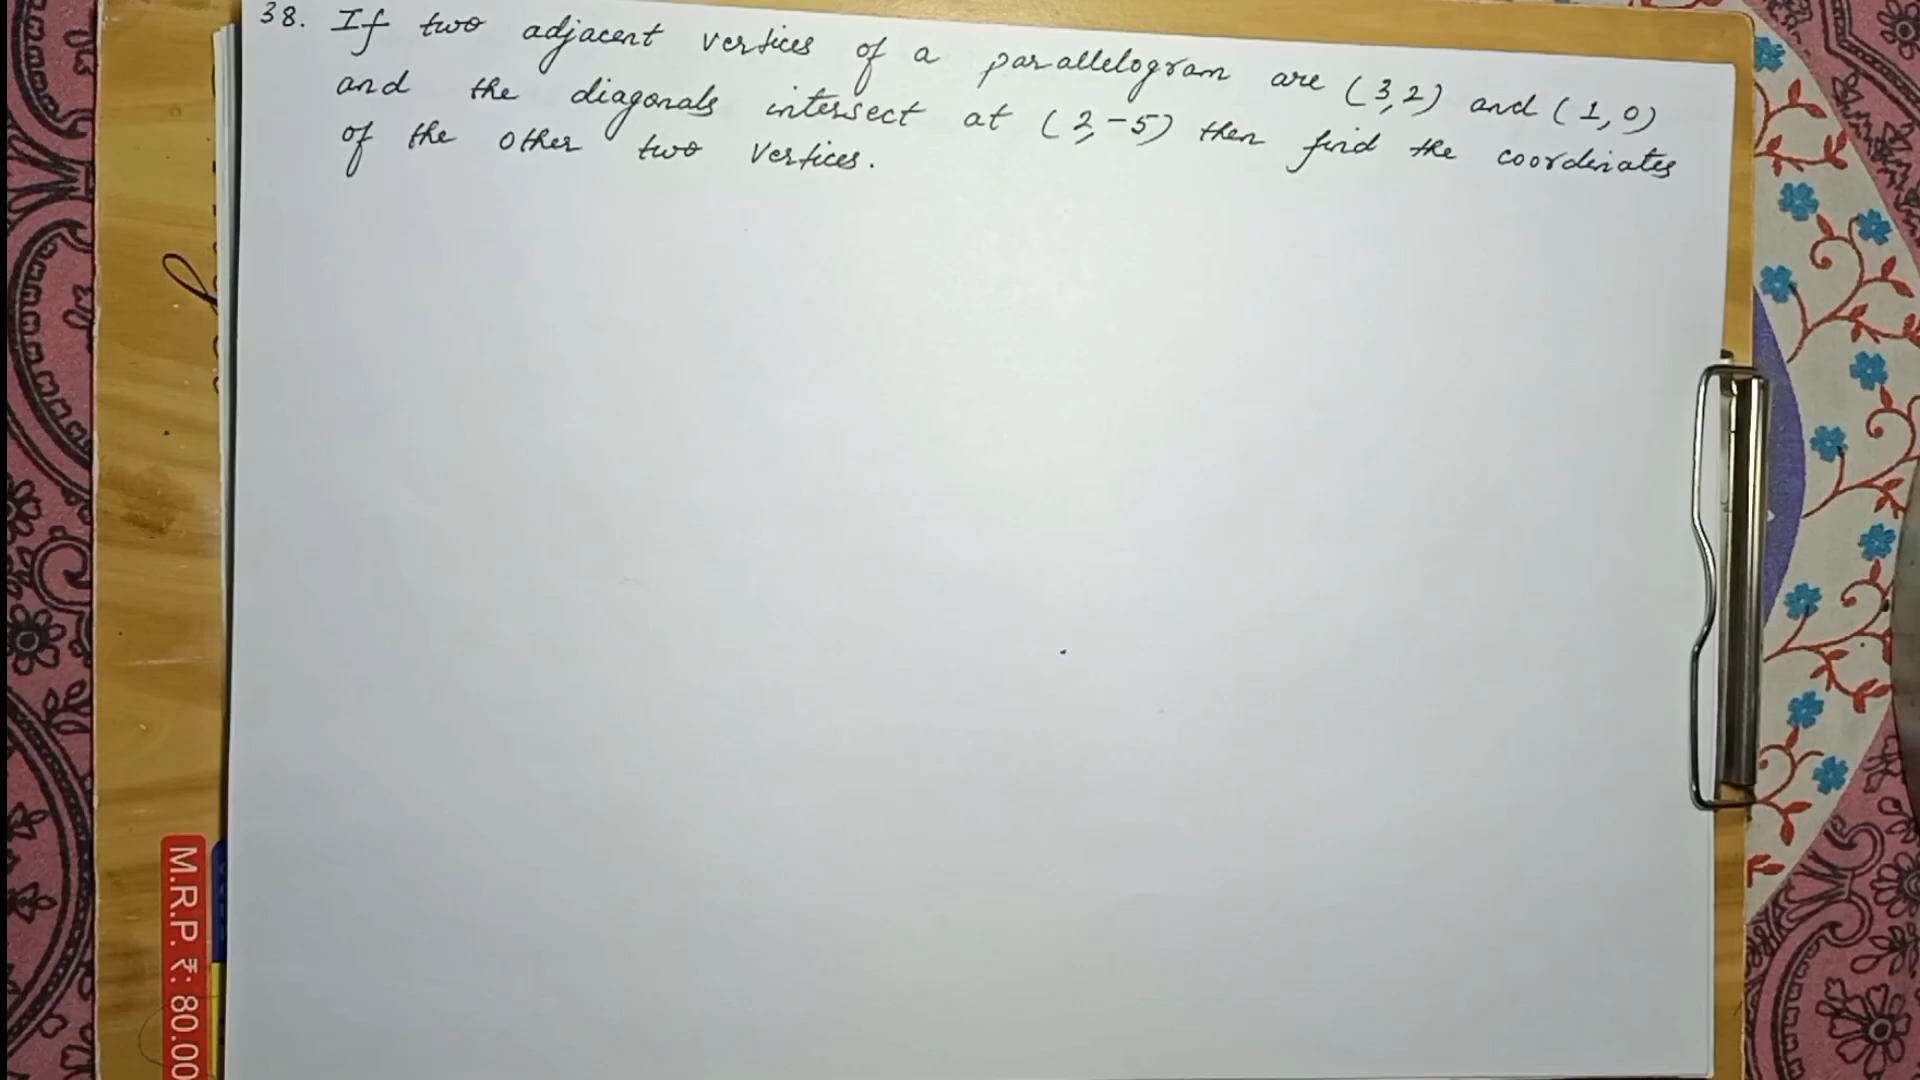 38. If two adjacent vertices of a parallelogram are (3,2) and (1,0)
and the diagonals intersect at (2,-5) then find the coordinates
of the other two vertices.
M.R.P. ₹: 80.00